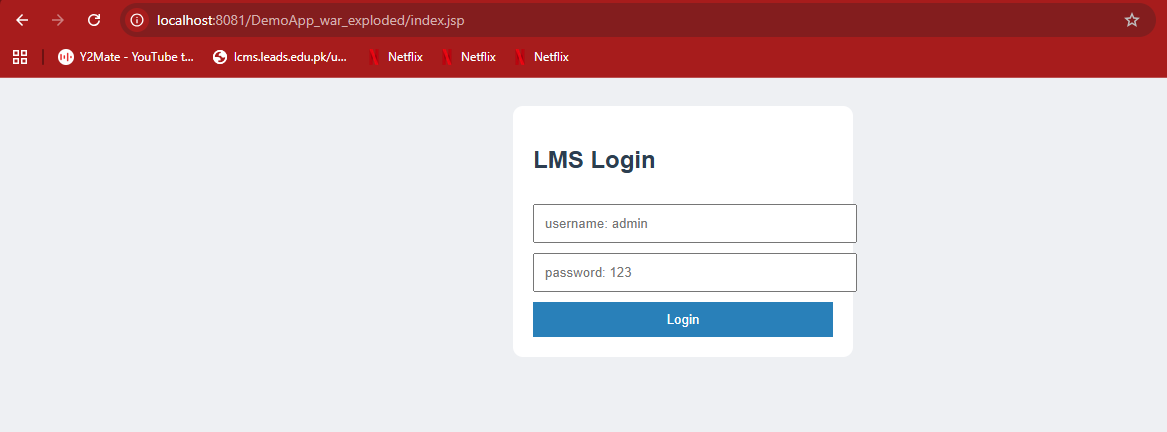 localhost:8081/DemoApp_war_exploded/index.jsp
Y2Mate - YouTube t... lcms.leads.edu.pk/u... Netflix Netflix Netflix
LMS Login
username: admin
password: 123
Login